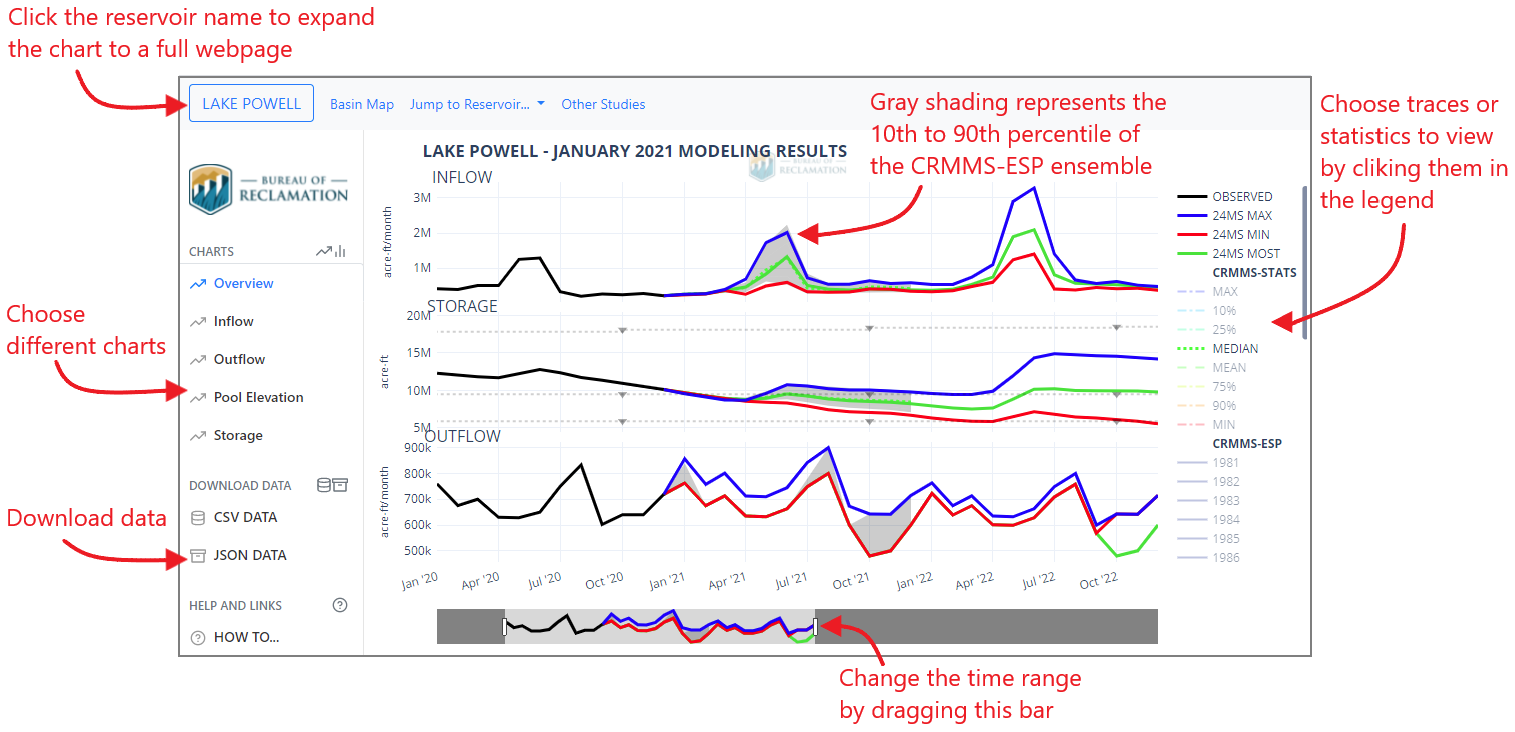 Click the reservoir name to expand
the chart to a full webpage
LAKE POWELL
Basin Map
Jump to Reservoir...
Other Studies
BUREAU OF
RECLAMATION
CHARTS
Overview
Inflow
Outflow
Pool Elevation
Storage
DOWNLOAD DATA
CSV DATA
JSON DATA
HELP AND LINKS
HOW TO...
Choose
different charts
Download data
LAKE POWELL - JANUARY 2021 MODELING RESULTS
BUREAU OF
RECLAMATION
Gray shading represents the
10th to 90th percentile of
the CRMMS-ESP ensemble
INFLOW
acre-ft/month
3M
2M
1M
STORAGE
acre-ft
20M
15M
10M
5M
OUTFLOW
acre-ft/month
900k
800k
700k
600k
500k
Jan '20
Apr '20
Jul '20
Oct '20
Jan '21
Apr '21
Jul '21
Oct '21
Jan '22
Apr '22
Jul '22
Oct '22
OBSERVED
24MS MAX
24MS MIN
24MS MOST
CRMMS-STATS
MAX
10%
25%
MEDIAN
MEAN
75%
90%
MIN
CRMMS-ESP
1981
1982
1983
1984
1985
1986
Choose traces or
statistics to view
by cliking them in
the legend
Change the time range
by dragging this bar